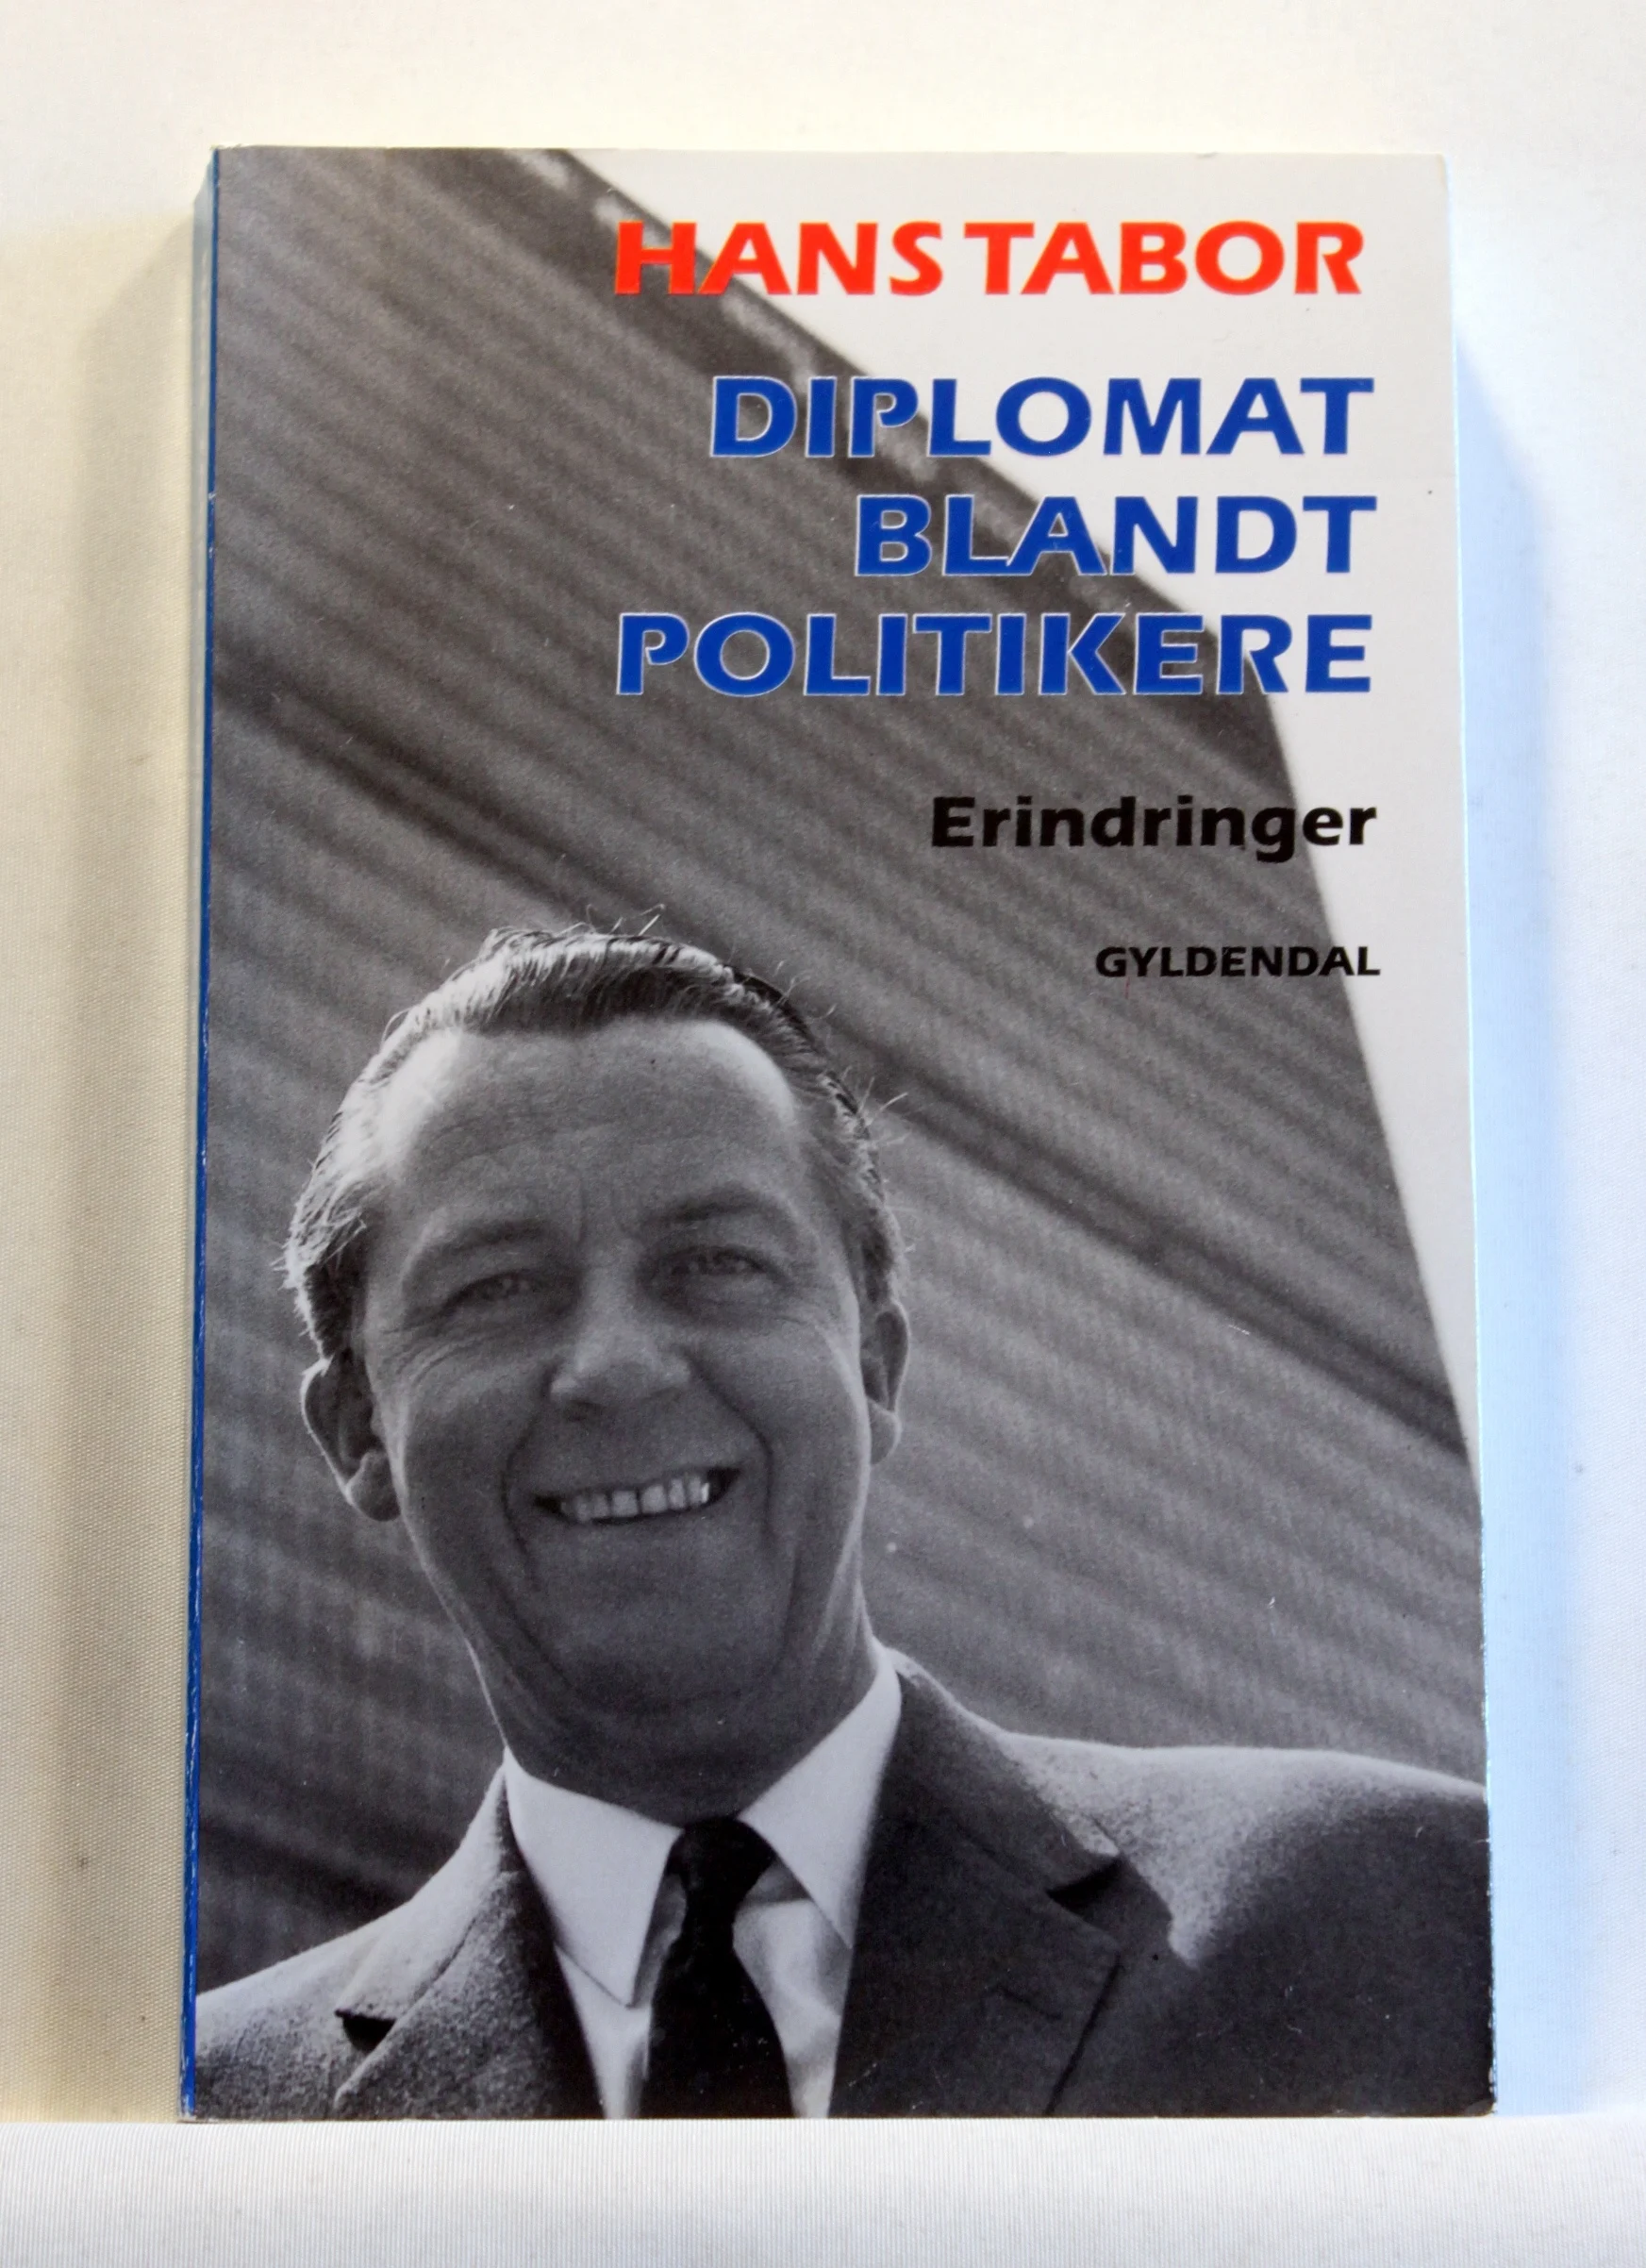 HANS TABOR
DIPLOMAT
BLANDT
POLITIKERE
Erindringer
GYLDENDAL